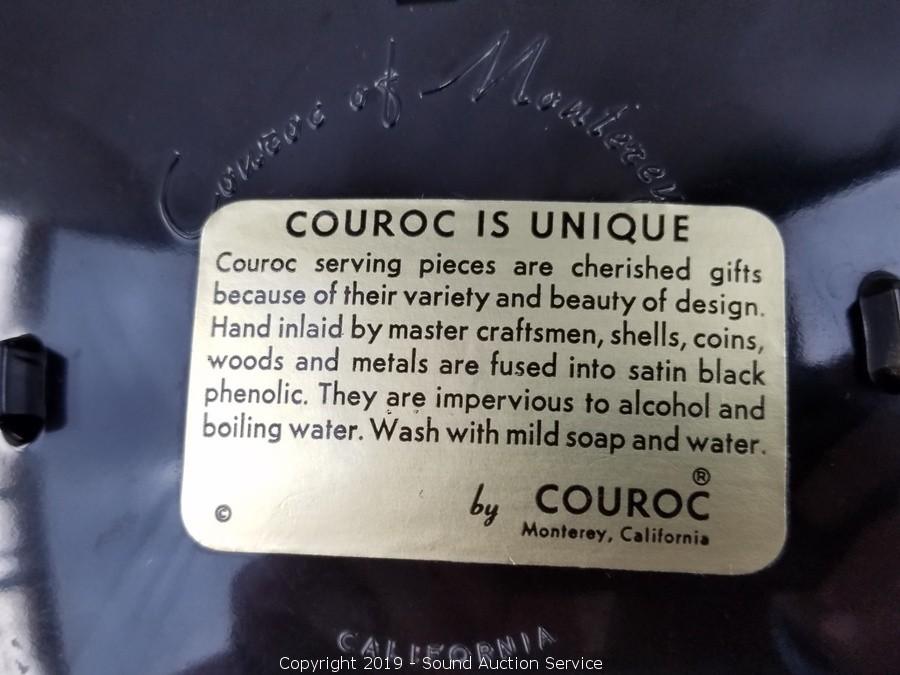 Couroc of Monterey
COUROC IS UNIQUE
Couroc serving pieces are cherished gifts
because of their variety and beauty of design.
Hand inlaid by master craftsmen, shells, coins,
woods and metals are fused into satin black
phenolic. They are impervious to alcohol and
boiling water. Wash with mild soap and water.
© by COUROC®
Monterey, California
CALIFORNIA
Copyright 2019 - Sound Auction Service